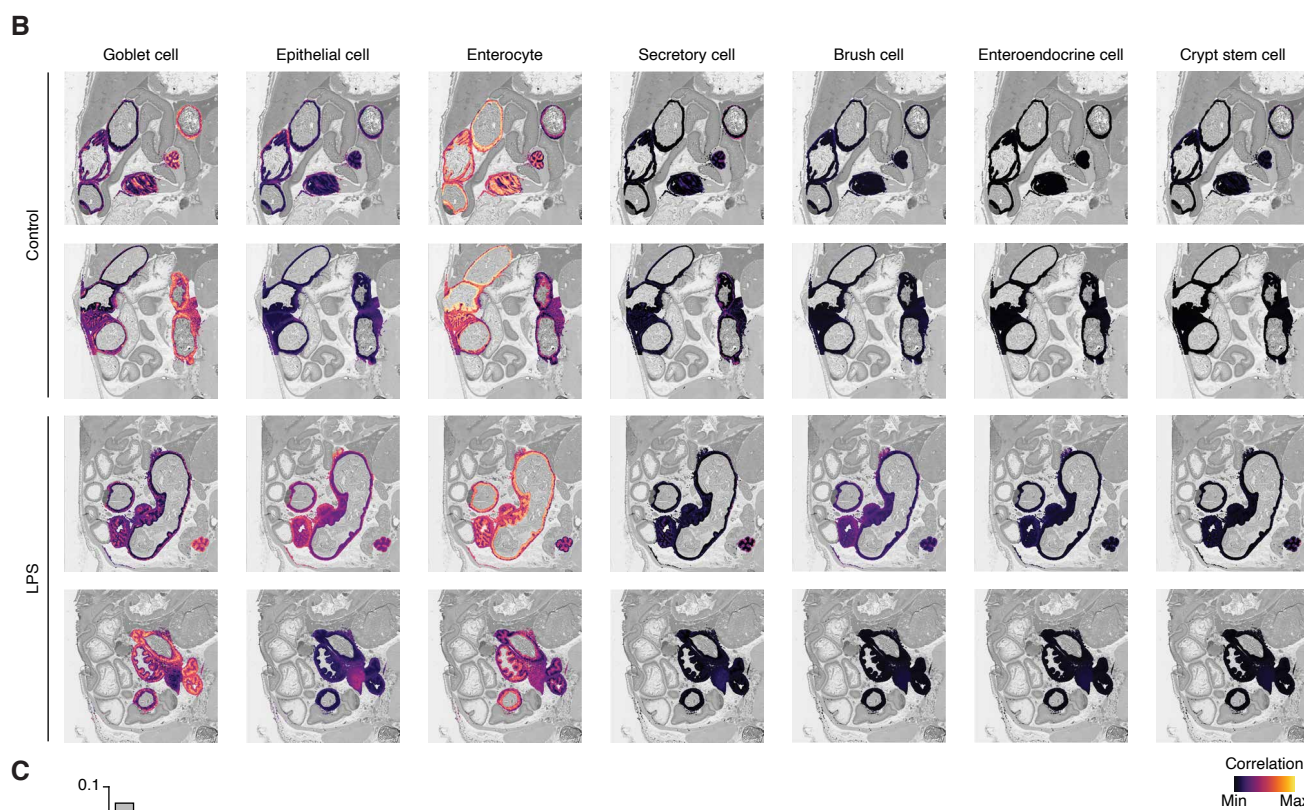 B
Goblet cell Epithelial cell Enterocyte Secretory cell Brush cell Enteroendocrine cell Crypt stem cell
Control
LPS
C
0.1
Correlation
Min Max